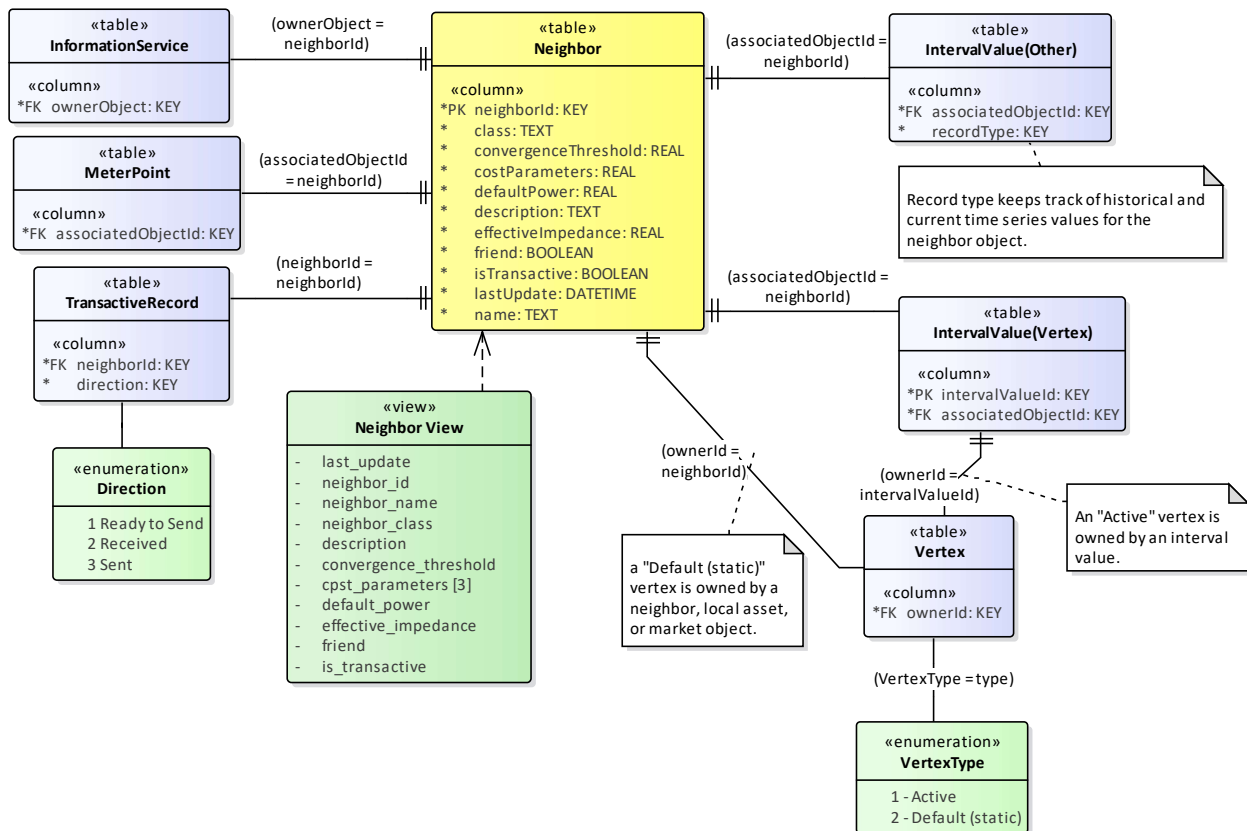 «table»
InformationService
«column»
*FK ownerObject: KEY
(ownerObject =
neighborId)
«table»
MeterPoint
«column»
*FK associatedObjectId: KEY
(associatedObjectId
= neighborId)
«table»
TransactiveRecord
«column»
*FK neighborId: KEY
* direction: KEY
(neighborId =
neighborId)
«enumeration»
Direction
1 Ready to Send
2 Received
3 Sent
«table»
Neighbor
«column»
*PK neighborId: KEY
* class: TEXT
* convergenceThreshold: REAL
* costParameters: REAL
* defaultPower: REAL
* description: TEXT
* effectiveImpedance: REAL
* friend: BOOLEAN
* isTransactive: BOOLEAN
* lastUpdate: DATETIME
* name: TEXT
«view»
Neighbor View
- last_update
- neighbor_id
- neighbor_name
- neighbor_class
- description
- convergence_threshold
- cpst_parameters [3]
- default_power
- effective_impedance
- friend
- is_transactive
(associatedObjectId =
neighborId)
«table»
IntervalValue(Other)
«column»
*FK associatedObjectId: KEY
* recordType: KEY
Record type keeps track of historical and
current time series values for the
neighbor object.
(associatedObjectId =
neighborId)
«table»
IntervalValue(Vertex)
«column»
*PK intervalValueId: KEY
*FK associatedObjectId: KEY
(ownerId =
neighborId)
(ownerId =
intervalValueId)
a "Default (static)"
vertex is owned by a
neighbor, local asset,
or market object.
An "Active" vertex is
owned by an interval
value.
«table»
Vertex
«column»
*FK ownerId: KEY
(VertexType = type)
«enumeration»
VertexType
1 - Active
2 - Default (static)